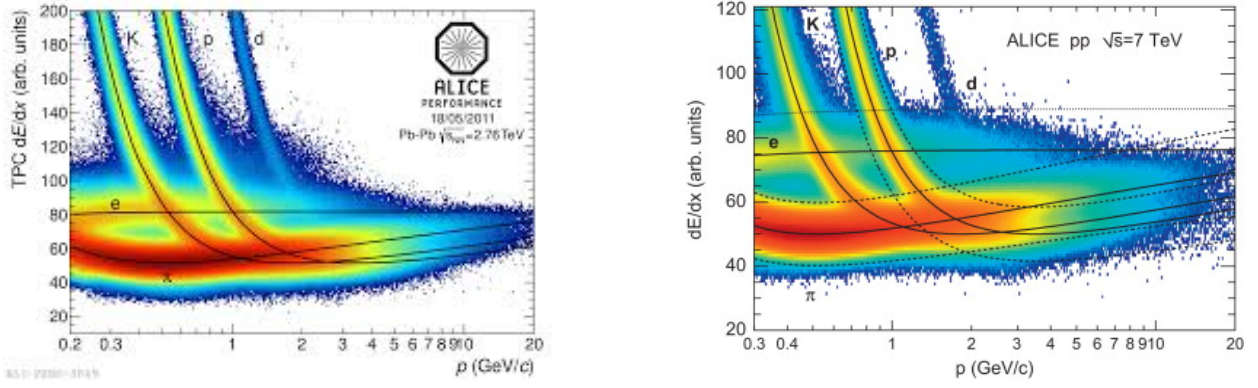 200
180
160
140
120
100
80
60
40
20
TPC dE/dx (arb. units)
K
p
d
e
π
ALICE
PERFORMANCE
18/05/2011
Pb-Pb √sNN=2.76TeV
0.2 0.3 1 2 3 4 5 6 7 8 9 10 20
p (GeV/c)
120
100
80
60
40
20
dE/dx (arb. units)
K
p
d
e
π
ALICE pp √s=7 TeV
0.3 0.4 1 2 3 4 5 6 7 8 9 10 20
p (GeV/c)